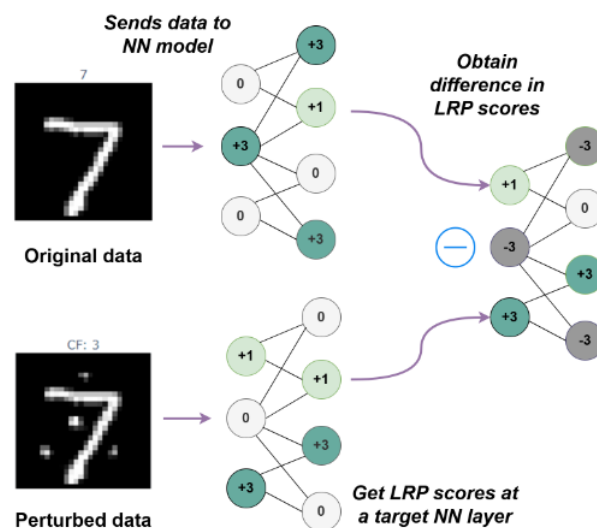 Sends data to
NN model
7
Original data
0
+3
0
+3
+1
0
+3
Obtain
difference in
LRP scores
+1
-3
+3
-3
0
+3
-3
CF: 3
Perturbed data
+1
0
+3
0
+1
+3
0
Get LRP scores at
a target NN layer